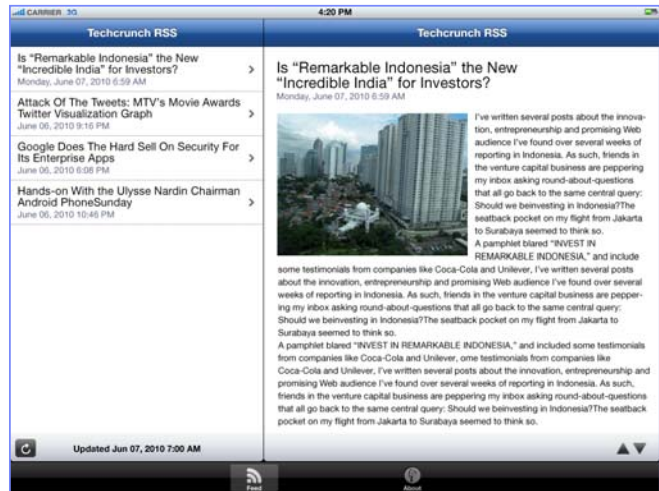 CARRIER 3G
4:20 PM
Techcrunch RSS
Is “Remarkable Indonesia” the New
“Incredible India” for Investors?
Monday, June 07, 2010 6:59 AM
Attack Of The Tweets: MTV's Movie Awards
Twitter Visualization Graph
June 06, 2010 9:16 PM
Google Does The Hard Sell On Security For
Its Enterprise Apps
June 06, 2010 6:08 PM
Hands-on With the Ulysse Nardin Chairman
Android PhoneSunday
June 06, 2010 10:46 PM
Updated Jun 07, 2010 7:00 AM
Techcrunch RSS
Is “Remarkable Indonesia” the New
“Incredible India” for Investors?
Monday, June 07, 2010 6:59 AM
I've written several posts about the innova-
tion, entrepreneurship and promising Web
audience I've found over several weeks of
reporting in Indonesia. As such, friends in
the venture capital business are peppering
my inbox asking round-about-questions
that all go back to the same central query:
Should we beinvesting in Indonesia?The
seatback pocket on my flight from Jakarta
to Surabaya seemed to think so.
A pamphlet blared “INVEST IN
REMARKABLE INDONESIA,” and include
some testimonials from companies like Coca-Cola and Unilever, I've written several posts
about the innovation, entrepreneurship and promising Web audience I've found over several
weeks of reporting in Indonesia. As such, friends in the venture capital business are pepper-
ing my inbox asking round-about-questions that all go back to the same central query:
Should we beinvesting in Indonesia?The seatback pocket on my flight from Jakarta to
Surabaya seemed to think so.
A pamphlet blared “INVEST IN REMARKABLE INDONESIA,” and included some testimonials
from companies like Coca-Cola and Unilever, ome testimonials from companies like
Coca-Cola and Unilever, I've written several posts about the innovation, entrepreneurship and
promising Web audience I've found over several weeks of reporting in Indonesia. As such,
friends in the venture capital business are peppering my inbox asking round-about-questions
that all go back to the same central query: Should we beinvesting in Indonesia?The seatback
pocket on my flight from Jakarta to Surabaya seemed to think so.
Feed
About